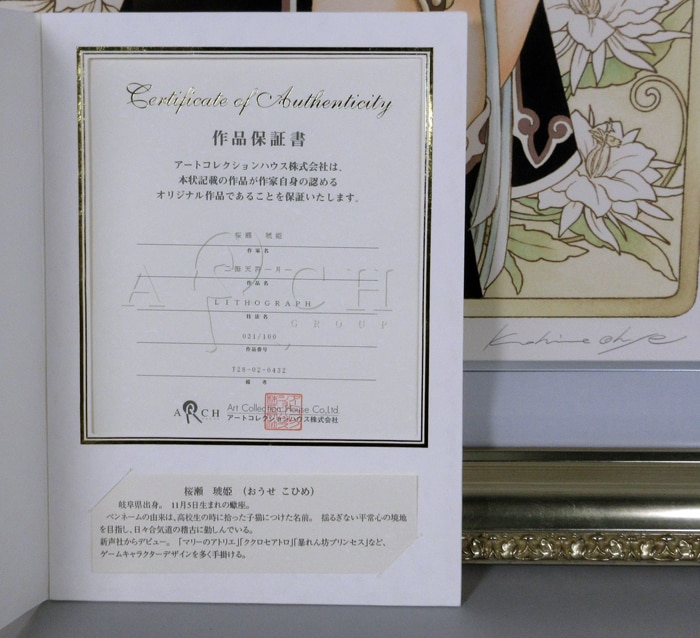 Certificate of Authenticity
作品保証書
アートコレクションハウス株式会社は、
本状記載の作品が作家自身の認める
オリジナル作品であることを保証いたします。
桜瀬 琥姫
作家名
作品名
ARCH
LITHOGRAPH
技法名
GROUP
021/100
作品番号
726-02-0422
備 考
ARCH
Art Collection House Co.,Ltd.
アートコレクションハウス株式会社
桜瀬 琥姫 (おうせ こひめ)
岐阜県出身。 11月5日生まれの蠍座。
ペンネームの由来は、高校生の時に拾った子猫につけた名前。 揺るぎない平常心の境地
を目指し、日々合気道の稽古に勤しんでいる。
新声社からデビュー。 「マリーのアトリエ」「ククロセアトロ」「暴れん坊プリンセス」など、
ゲームキャラクターデザインを多く手掛ける。